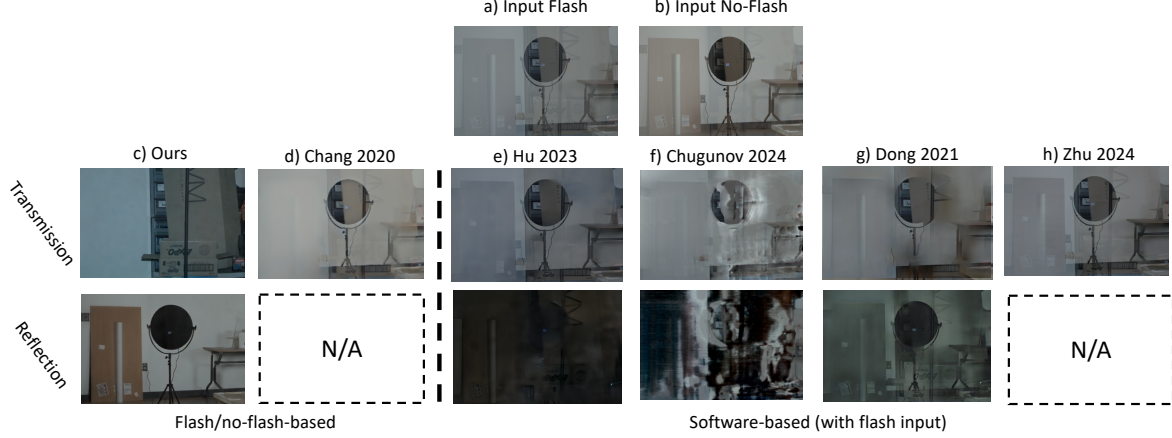 a) Input Flash
b) Input No-Flash
c) Ours
d) Chang 2020
e) Hu 2023
f) Chugunov 2024
g) Dong 2021
h) Zhu 2024
Transmission
Reflection
N/A
N/A
Flash/no-flash-based
Software-based (with flash input)